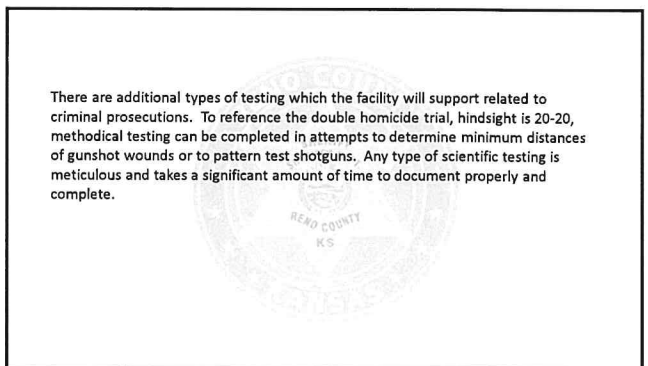 There are additional types of testing which the facility will support related to
criminal prosecutions.  To reference the double homicide trial, hindsight is 20-20,
methodical testing can be completed in attempts to determine minimum distances
of gunshot wounds or to pattern test shotguns.  Any type of scientific testing is
meticulous and takes a significant amount of time to document properly and
complete.
RENO COUNTY
KS
KANSAS